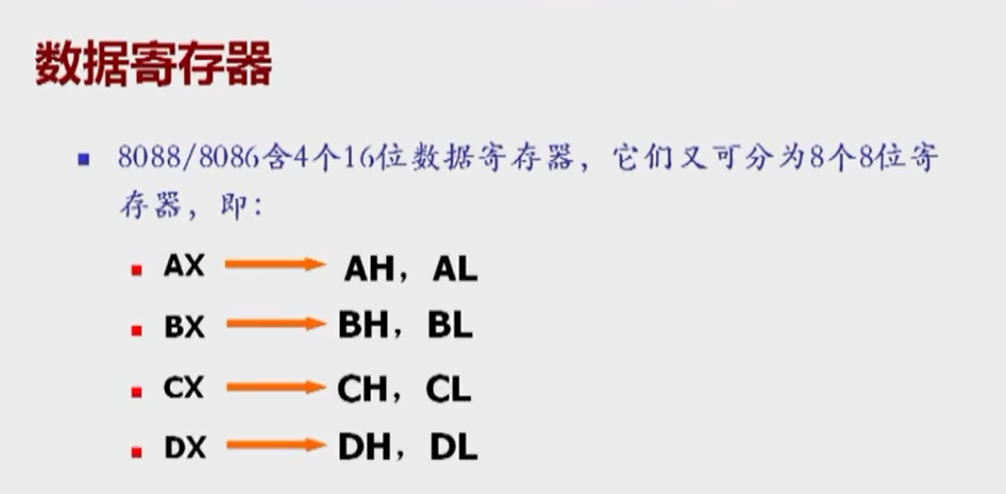 数据寄存器
8088/8086含4个16位数据寄存器，它们又可分为8个8位寄
存器，即：
AX AH，AL
BX BH，BL
CX CH，CL
DX DH，DL